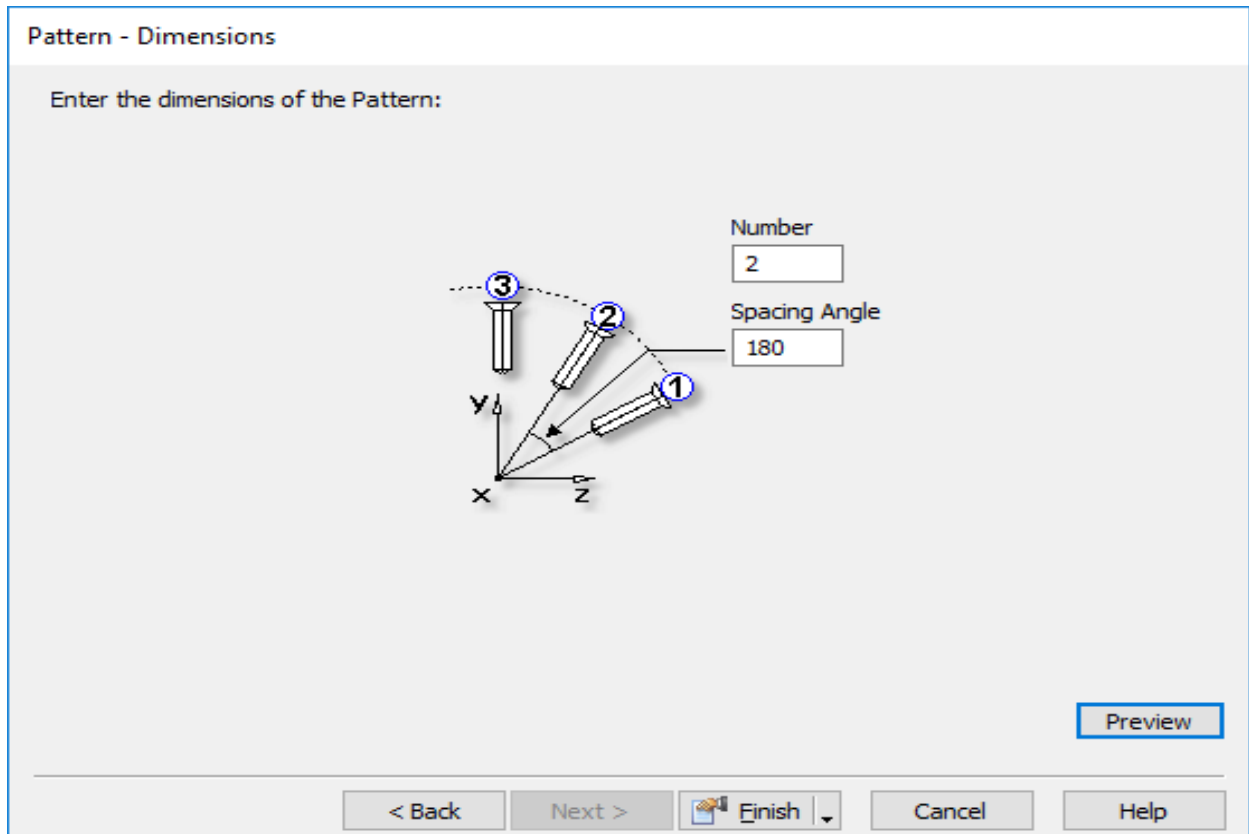 Pattern - Dimensions
Enter the dimensions of the Pattern:
Number
2
Spacing Angle
180
3
2
1
y
x
z
Preview
< Back
Next >
Finish
Cancel
Help